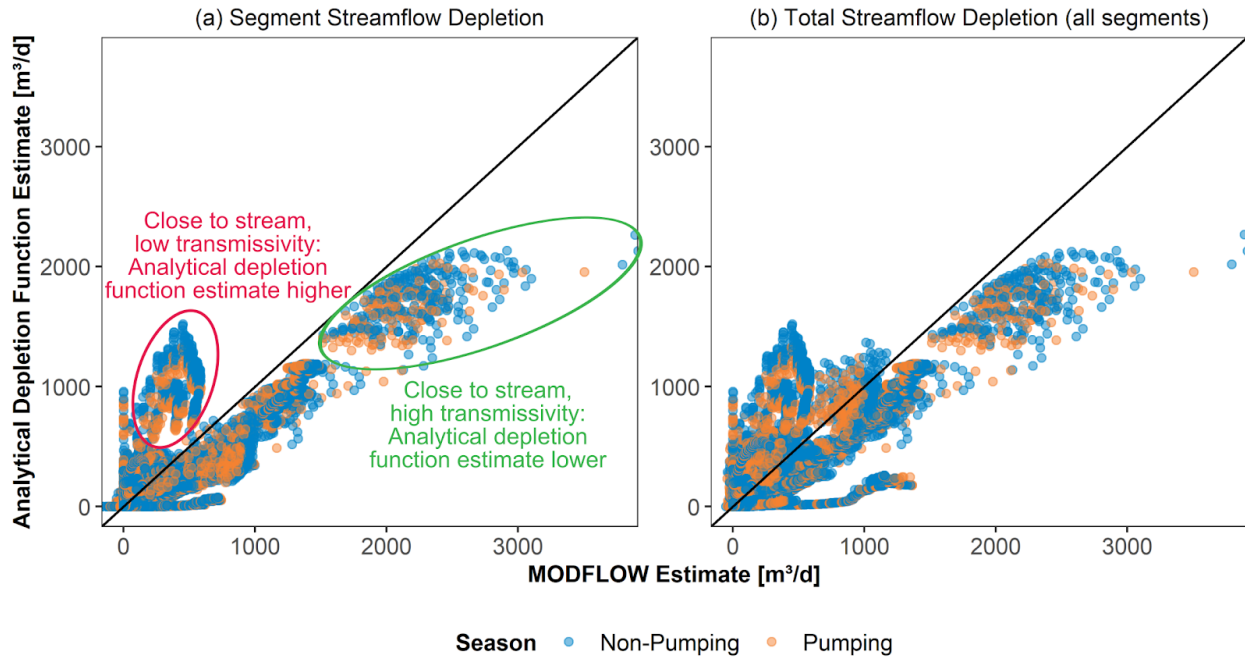 (a) Segment Streamflow Depletion
(b) Total Streamflow Depletion (all segments)
Analytical Depletion Function Estimate [m³/d]
3000
2000
1000
0
Close to stream,
low transmissivity:
Analytical depletion
function estimate higher
Close to stream,
high transmissivity:
Analytical depletion
function estimate lower
0 1000 2000 3000
3000
2000
1000
0
0 1000 2000 3000
MODFLOW Estimate [m³/d]
Season Non-Pumping Pumping